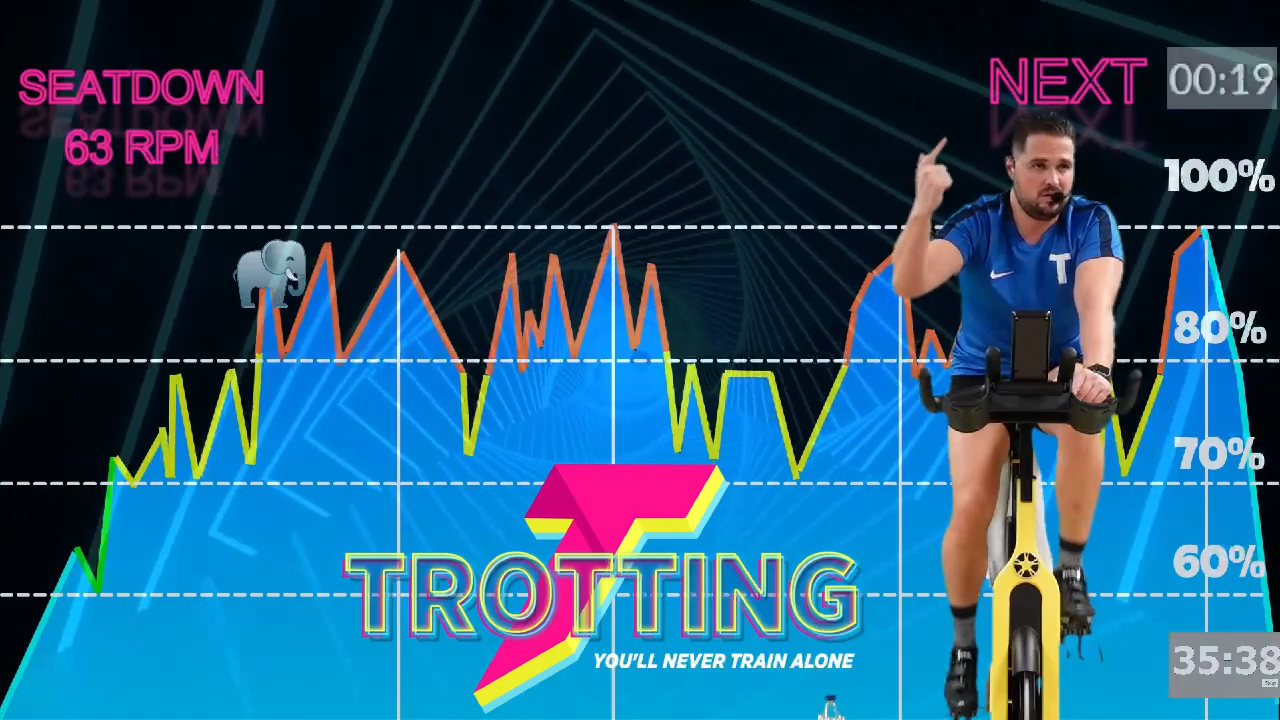 SEATDOWN
63 RPM
NEXT
00:19
100%
80%
70%
60%
T
T
TROTTING
YOU'LL NEVER TRAIN ALONE
35:38